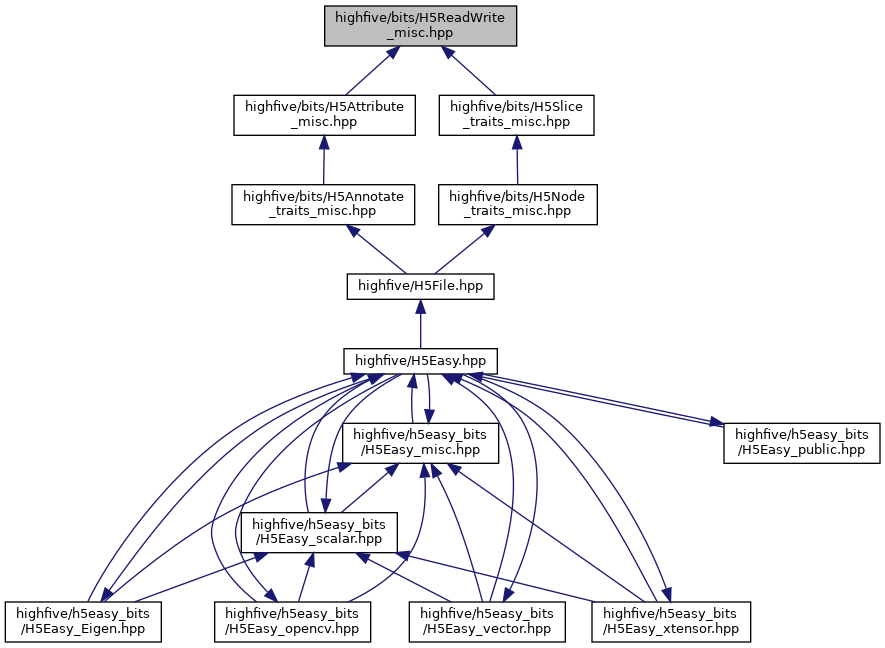 highfive/bits/H5ReadWrite
_misc.hpp
highfive/bits/H5Attribute
_misc.hpp
highfive/bits/H5Slice
_traits_misc.hpp
highfive/bits/H5Annotate
_traits_misc.hpp
highfive/bits/H5Node
_traits_misc.hpp
highfive/H5File.hpp
highfive/H5Easy.hpp
highfive/h5easy_bits
/H5Easy_misc.hpp
highfive/h5easy_bits
/H5Easy_public.hpp
highfive/h5easy_bits
/H5Easy_scalar.hpp
highfive/h5easy_bits
/H5Easy_Eigen.hpp
highfive/h5easy_bits
/H5Easy_opencv.hpp
highfive/h5easy_bits
/H5Easy_vector.hpp
highfive/h5easy_bits
/H5Easy_xtensor.hpp